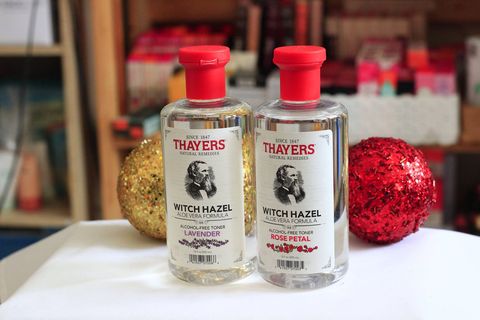 SINCE 1847
THAYERS
NATURAL REMEDIES
WITCH HAZEL
ALOE VERA FORMULA
ALCOHOL-FREE TONER
LAVENDER
SINCE 1847
THAYERS
NATURAL REMEDIES
WITCH HAZEL
ALOE VERA FORMULA
ALCOHOL-FREE TONER
ROSE PETAL